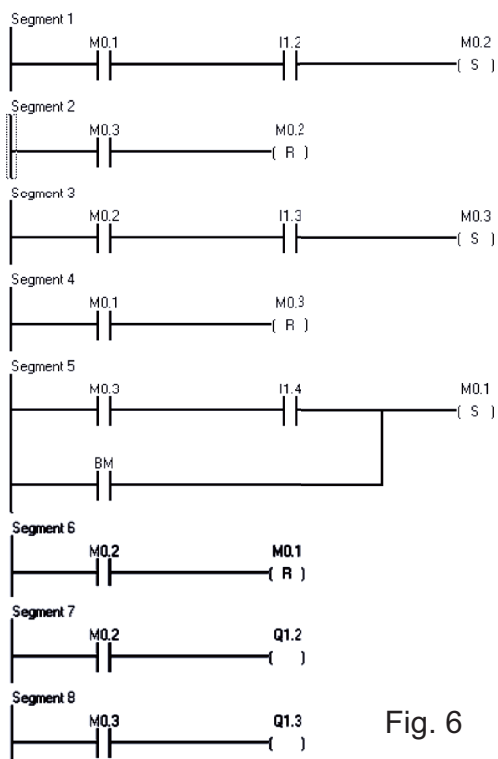 Segment 1
M0.1 I1.2 M0.2
( S )
Segment 2
M0.3 M0.2
( R )
Segment 3
M0.2 I1.3 M0.3
( S )
Segment 4
M0.1 M0.3
( R )
Segment 5
M0.3 I1.4 M0.1
( S )
BM
Segment 6
M0.2 M0.1
( R )
Segment 7
M0.2 Q1.2
( )
Segment 8
M0.3 Q1.3
( )
Fig. 6